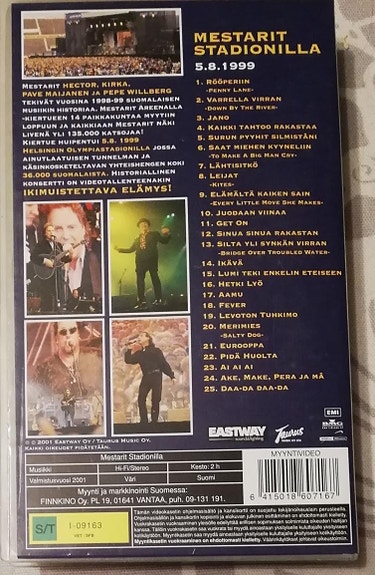 MESTARIT
STADIONILLA
5.8.1999
MESTARIT HECTOR, KIRKA,
PAVE MAIJANEN JA PEPE WILLBERG
TEKIVÄT VUOSINA 1998-99 SUOMALAISEN
MUSIIKIN HISTORIAA. MESTARIT AREENALLA
-KIERTUEEN 14 PAIKKAKUNTAA MYYTIIN
LOPPUUN JA KAIKKIAAN MESTARIT NÄKI
LIVENÄ YLI 135.000 KATSOJAA!
KIERTUE HUIPENTUI 5.8. 1999
HELSINGIN OLYMPIASTADIONILLA JOSSA
AINUTLAATUISEN TUNNELMAN JA
KÄSINKOSKETELTAVAN YHTEISHENGEN KOKI
36.000 SUOMALAISTA. HISTORIALLINEN
KONSERTTI ON VIDEOTALLENTEENAKIN
IKIMUISTETTAVA ELÄMYS!
1. RÖÖPERIIN
-PENNY LANE-
2. VARRELLA VIRRAN
-DOWN BY THE RIVER-
3. JANO
4. KAIKKI TAHTOO RAKASTAA
5. SURUN PYYHIT SILMISTÄNI
6. SAAT MIEHEN KYYNELIIN
-TO MAKE A BIG MAN CRY-
7. LÄHTISITKÖ
8. LEIJAT
-KITES-
9. ELÄMÄLTÄ KAIKEN SAIN
-EVERY LITTLE MOVE SHE MAKES-
10. JUODAAN VIINAA
11. GET ON
12. SINUA SINUA RAKASTAN
13. SILTA YLI SYNKÄN VIRRAN
-BRIDGE OVER TROUBLED WATER-
14. IKÄVÄ
15. LUMI TEKI ENKELIN ETEISEEN
16. HETKI LYÖ
17. AAMU
18. FEVER
19. LEVOTON TUHKIMO
20. MERIMIES
-SALTY DOG-
21. EUROOPPA
22. PIDÄ HUOLTA
23. AI AI AI
24. ÅKE, MAKE, PERA JA MÄ
25. DAA-DA DAA-DA
℗ © 2001 EASTWAY OY / TAURUS MUSIC OY.
KAIKKI OIKEUDET PIDÄTETÄÄN.
EASTWAY
sound&lighting
Taurus
EMI
BMG
Mestarit Stadionilla
Musiikki Hi-Fi/Stereo Kesto: 2 h
Valmistusvuosi 2001 Väri Suomi
Myynti ja markkinointi Suomessa:
FINNKINO Oy. PL 19, 01641 VANTAA, puh. 09-131 191.
S/T
I-09163
MYYNTIVIDEO
6 415018 607167